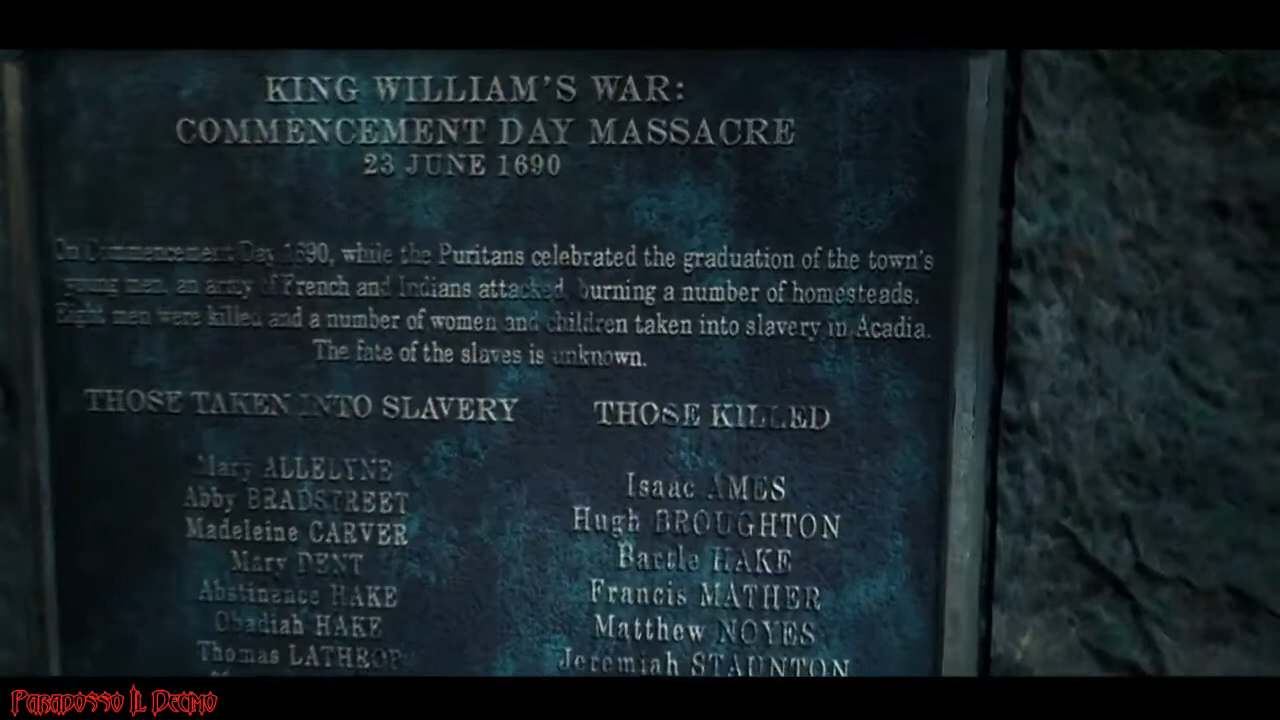 KING WILLIAM'S WAR:
COMMENCEMENT DAY MASSACRE
23 JUNE 1690
On Commencement Day 1690, while the Puritans celebrated the graduation of the town's
young men, an army of French and Indians attacked, burning a number of homesteads.
Eight men were killed and a number of women and children taken into slavery in Acadia.
The fate of the slaves is unknown.
THOSE TAKEN INTO SLAVERY
Mary ALLELYNE
Abby BRADSTREET
Madeleine CARVER
Mary DENT
Abstinence HAKE
Obadiah HAKE
Thomas LATHROP
THOSE KILLED
Isaac AMES
Hugh BROUGHTON
Bartle HAKE
Francis MATHER
Matthew NOYES
Jeremiah STAUNTON
Paradosso Il Decimo